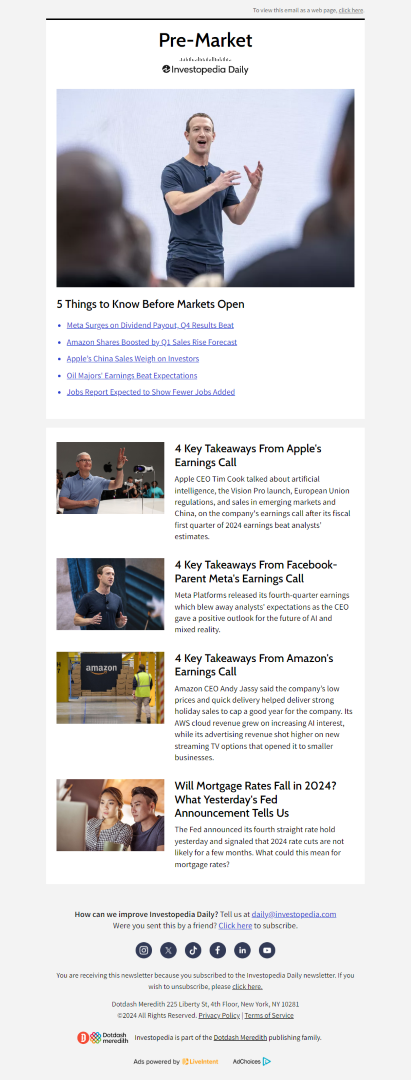 To view this email as a web page, click here.
Pre-Market
Investopedia Daily
5 Things to Know Before Markets Open
Meta Surges on Dividend Payout, Q4 Results Beat
Amazon Shares Boosted by Q1 Sales Rise Forecast
Apple's China Sales Weigh on Investors
Oil Majors' Earnings Beat Expectations
Jobs Report Expected to Show Fewer Jobs Added
4 Key Takeaways From Apple's
Earnings Call
Apple CEO Tim Cook talked about artificial
intelligence, the Vision Pro launch, European Union
regulations, and sales in emerging markets and
China, on the company's earnings call after its fiscal
first quarter of 2024 earnings beat analysts'
estimates.
4 Key Takeaways From Facebook-
Parent Meta's Earnings Call
Meta Platforms released its fourth-quarter earnings
which blew away analysts' expectations as the CEO
gave a positive outlook for the future of AI and
mixed reality.
amazon
4 Key Takeaways From Amazon's
Earnings Call
Amazon CEO Andy Jassy said the company's low
prices and quick delivery helped deliver strong
holiday sales to cap a good year for the company. Its
AWS cloud revenue grew on increasing AI interest,
while its advertising revenue shot higher on new
streaming TV options that opened it to smaller
businesses.
Will Mortgage Rates Fall in 2024?
What Yesterday's Fed
Announcement Tells Us
The Fed announced its fourth straight rate hold
yesterday and signaled that 2024 rate cuts are not
likely for a few months. What could this mean for
mortgage rates?
How can we improve Investopedia Daily? Tell us at daily@investopedia.com
Were you sent this by a friend? Click here to subscribe.
You are receiving this newsletter because you subscribed to the Investopedia Daily newsletter. If you
wish to unsubscribe, please click here.
Dotdash Meredith 225 Liberty St, 4th Floor, New York, NY 10281
©2024 All Rights Reserved. Privacy Policy | Terms of Service
Dotdash
meredith
Investopedia is part of the Dotdash Meredith publishing family.
Ads powered by LiveIntent AdChoices